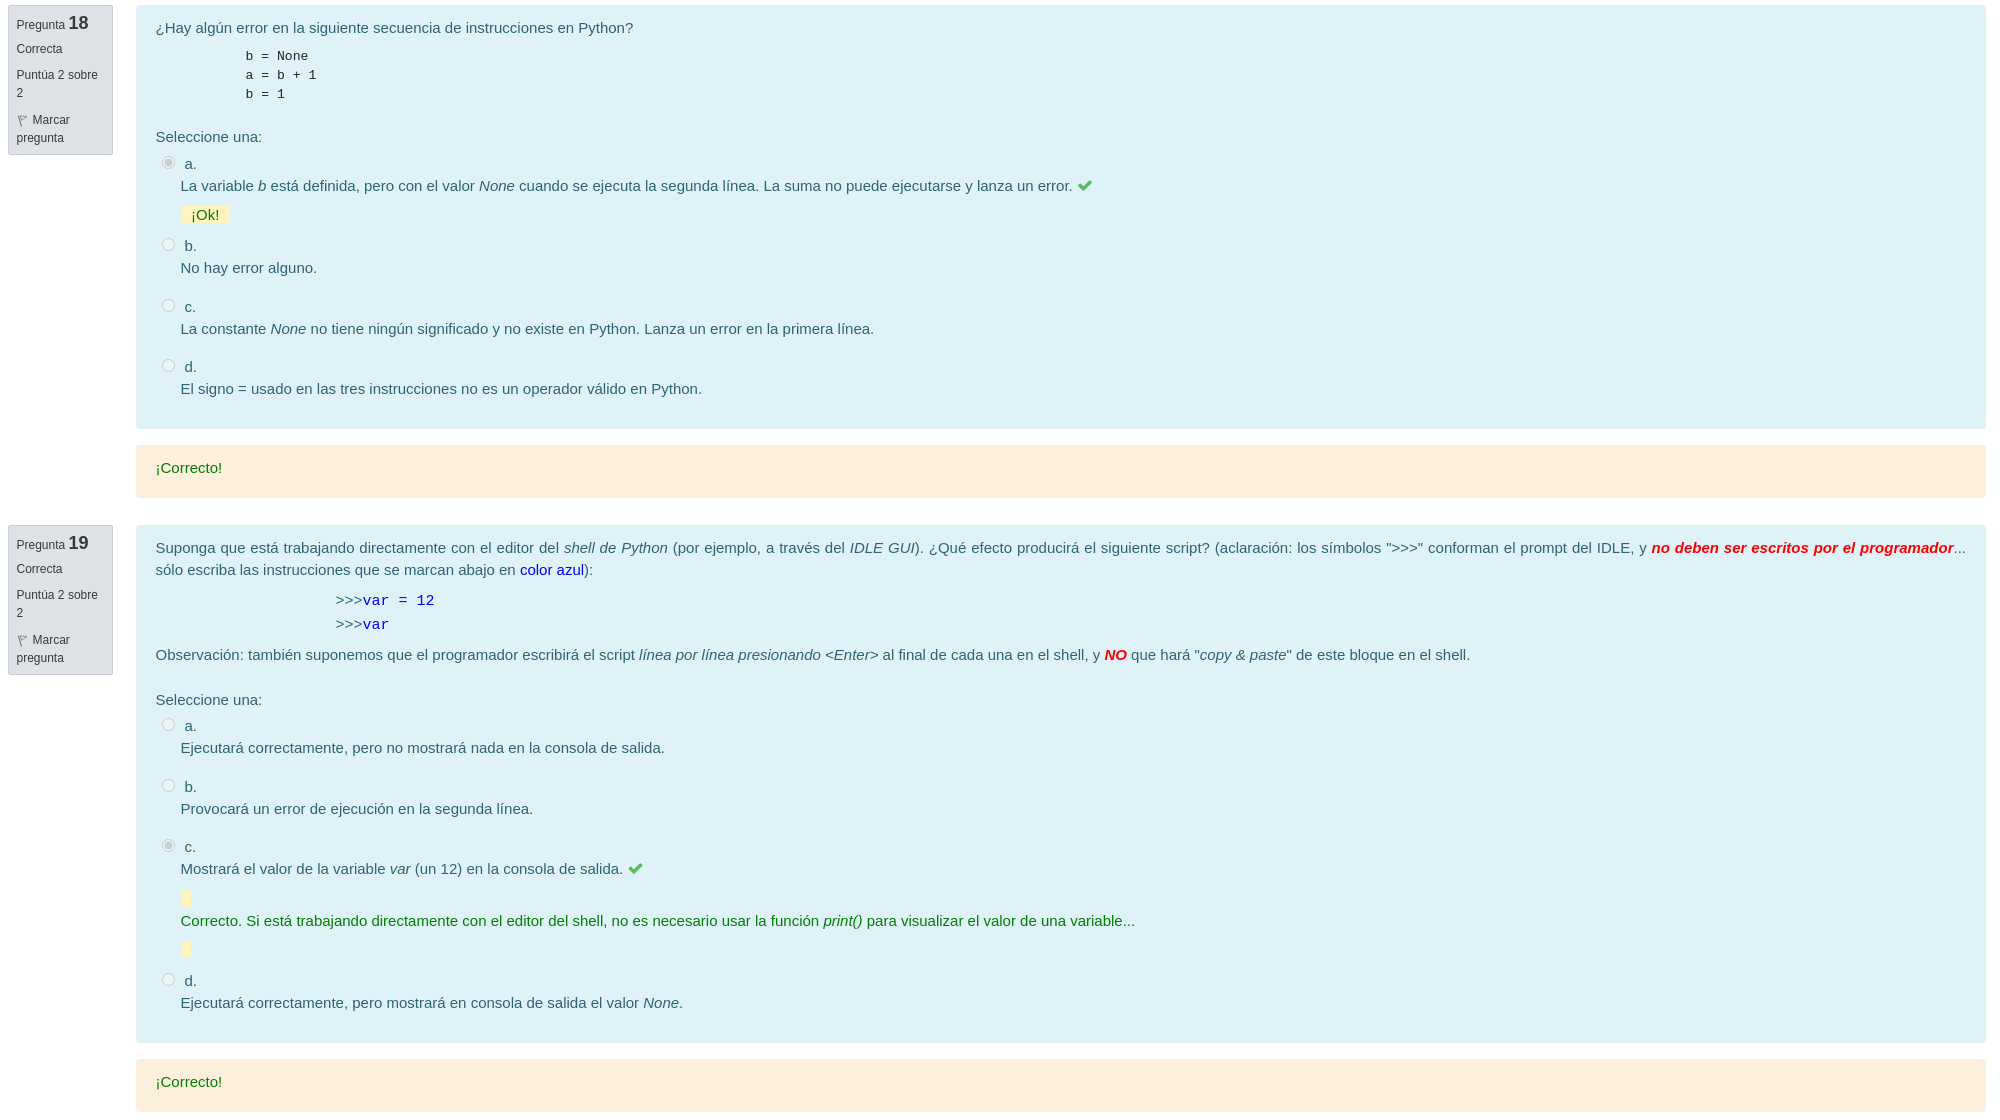 Pregunta 18
Correcta
Puntúa 2 sobre
2
Marcar
pregunta
¿Hay algún error en la siguiente secuencia de instrucciones en Python?
b = None
a = b + 1
b = 1
Seleccione una:
a.
La variable b está definida, pero con el valor None cuando se ejecuta la segunda línea. La suma no puede ejecutarse y lanza un error.
¡Ok!
b.
No hay error alguno.
c.
La constante None no tiene ningún significado y no existe en Python. Lanza un error en la primera línea.
d.
El signo = usado en las tres instrucciones no es un operador válido en Python.
¡Correcto!
Pregunta 19
Correcta
Puntúa 2 sobre
2
Marcar
pregunta
Suponga que está trabajando directamente con el editor del shell de Python (por ejemplo, a través del IDLE GUI). ¿Qué efecto producirá el siguiente script? (aclaración: los símbolos ">>>" conforman el prompt del IDLE, y no deben ser escritos por el programador...
sólo escriba las instrucciones que se marcan abajo en color azul):
>>>var = 12
>>>var
Observación: también suponemos que el programador escribirá el script línea por línea presionando <Enter> al final de cada una en el shell, y NO que hará "copy & paste" de este bloque en el shell.
Seleccione una:
a.
Ejecutará correctamente, pero no mostrará nada en la consola de salida.
b.
Provocará un error de ejecución en la segunda línea.
c.
Mostrará el valor de la variable var (un 12) en la consola de salida.
Correcto. Si está trabajando directamente con el editor del shell, no es necesario usar la función print() para visualizar el valor de una variable...
d.
Ejecutará correctamente, pero mostrará en consola de salida el valor None.
¡Correcto!